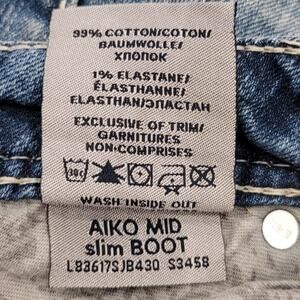 99% COTTON/COTON/
BAUMWOLLE/
ХЛОПОК
1% ELASTANE/
ÉLASTHANNE/
ELASTHAN/ЭЛАСТАН
EXCLUSIVE OF TRIM/
GARNITURES
NON-COMPRISES
30c
WASH INSIDE OUT
AIKO MID
slim BOOT
L83617SJB430 S3458